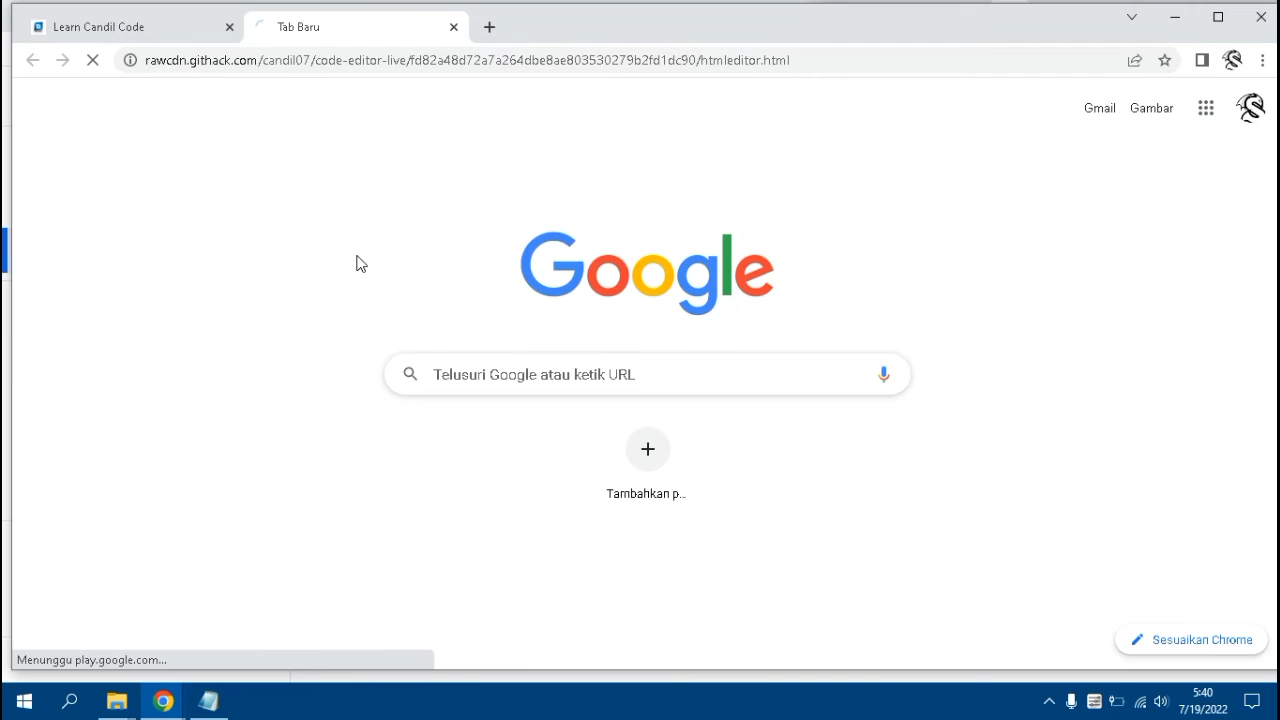 Learn Candil Code
Tab Baru
rawcdn.githack.com/candil07/code-editor-live/fd82a48d72a7a264dbe8ae803530279b2fd1dc90/htmleditor.html
Gmail Gambar
Google
Telusuri Google atau ketik URL
Tambahkan p...
Sesuaikan Chrome
Menunggu play.google.com...
5:40
7/19/2022